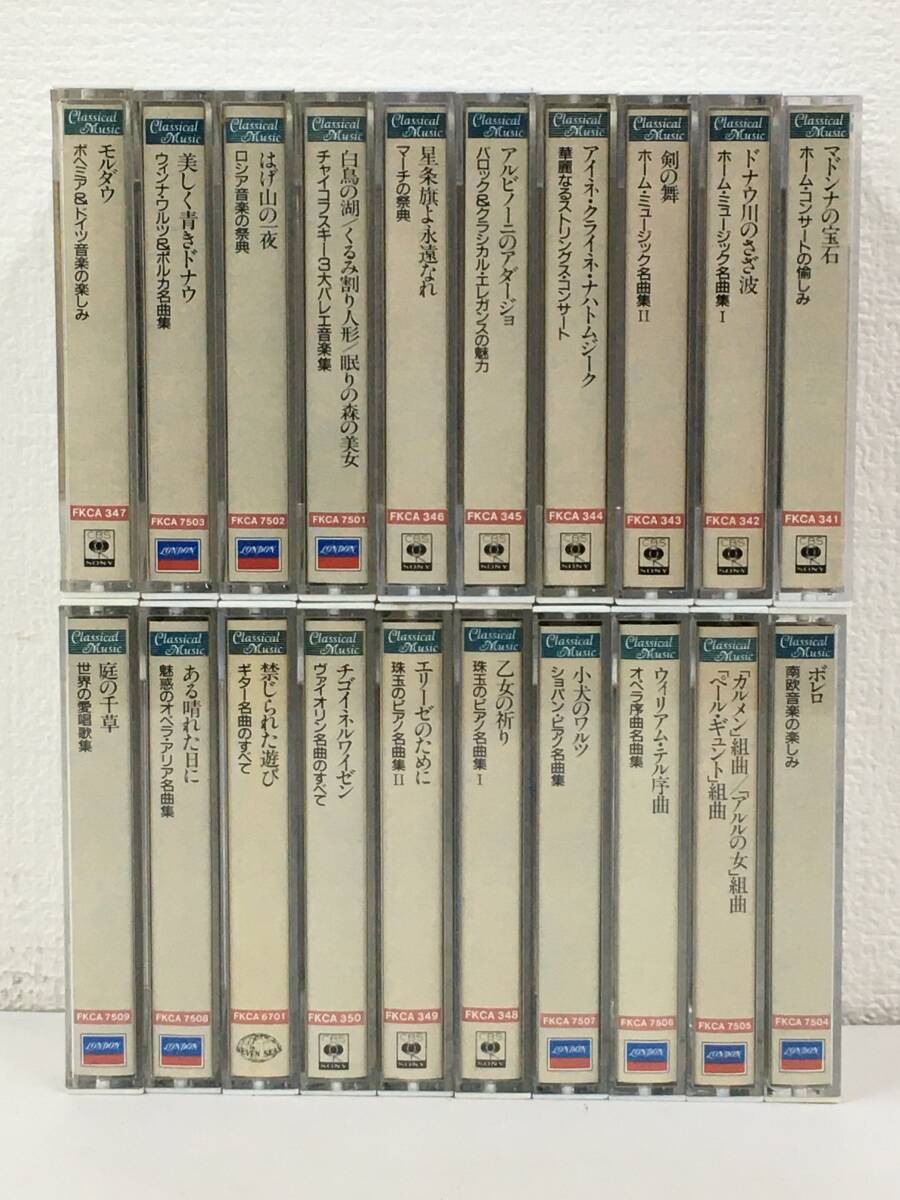 Classical
Music
モルダウ
ボヘミア&ドイツ音楽の楽しみ
FKCA 347
CBS
SONY
Classical
Music
美しく青きドナウ
ウィンナ・ワルツ&ポルカ名曲集
FKCA 7503
LONDON
Classical
Music
はげ山の一夜
ロシア音楽の祭典
FKCA 7502
LONDON
Classical
Music
白鳥の湖/くるみ割り人形/眠りの森の美女
チャイコフスキー3大バレエ音楽集
FKCA 7501
LONDON
Classical
Music
星条旗よ永遠なれ
マーチの祭典
FKCA 346
CBS
SONY
Classical
Music
アルビノーニのアダージョ
バロック&クラシカル・エレガンスの魅力
FKCA 345
CBS
SONY
Classical
Music
アイネ・クライネ・ナハトムジーク
華麗なるストリングス・コンサート
FKCA 344
CBS
SONY
Classical
Music
剣の舞
ホーム・ミュージック名曲集II
FKCA 343
CBS
SONY
Classical
Music
ドナウ川のさざ波
ホーム・ミュージック名曲集I
FKCA 342
CBS
SONY
Classical
Music
マドンナの宝石
ホーム・コンサートの愉しみ
FKCA 341
CBS
SONY
Classical
Music
庭の千草
世界の愛唱歌集
FKCA 7509
LONDON
Classical
Music
ある晴れた日に
魅惑のオペラ・アリア名曲集
FKCA 7508
LONDON
Classical
Music
禁じられた遊び
ギター名曲のすべて
FKCA 6701
SEVEN SEAS
Classical
Music
チゴイネルワイゼン
ヴァイオリン名曲のすべて
FKCA 350
CBS
SONY
Classical
Music
エリーゼのために
珠玉のピアノ名曲集II
FKCA 349
CBS
SONY
Classical
Music
乙女の祈り
珠玉のピアノ名曲集I
FKCA 348
CBS
SONY
Classical
Music
小犬のワルツ
ショパン・ピアノ名曲集
FKCA 7507
LONDON
Classical
Music
ウィリアム・テル序曲
オペラ序曲名曲集
FKCA 7506
LONDON
Classical
Music
「カルメン」組曲/「アルルの女」組曲
「ペール・ギュント」組曲
FKCA 7505
LONDON
Classical
Music
ボレロ
南欧音楽の楽しみ
FKCA 7504
LONDON